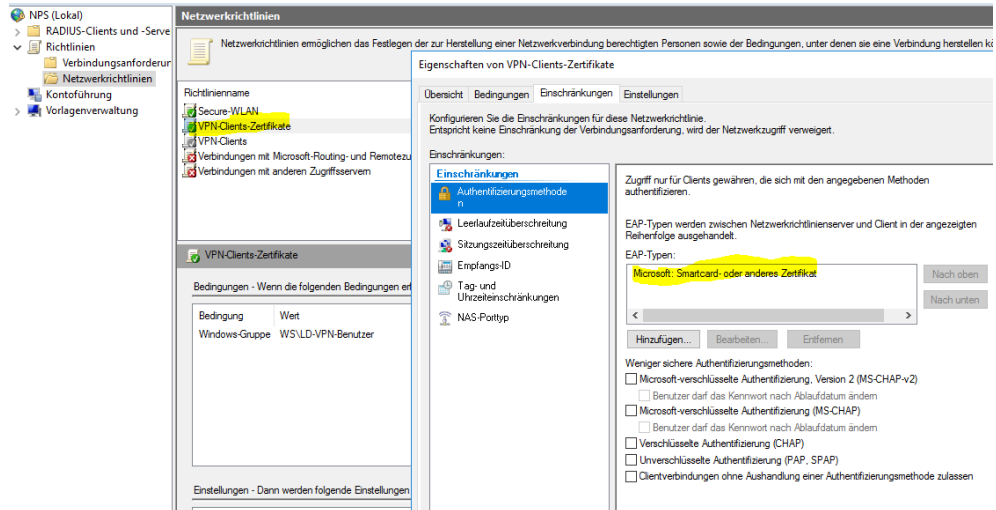 NPS (Lokal)
RADIUS-Clients und -Serve
Richtlinien
Verbindungsanforderur
Netzwerkrichtlinien
Kontoführung
Vorlagenverwaltung
Netzwerkrichtlinien
Netzwerkrichtlinien ermöglichen das Festlegen der zur Herstellung einer Netzwerkverbindung berechtigten Personen sowie der Bedingungen, unter denen sie eine Verbindung herstellen kö
Richtlinienname
Secure-WLAN
VPN-Clients-Zertifikate
VPN-Clients
Verbindungen mit Microsoft-Routing- und Remotezu
Verbindungen mit anderen Zugriffsservern
VPN-Clients-Zertifikate
Bedingungen - Wenn die folgenden Bedingungen erf
Bedingung Wert
Windows-Gruppe WS\LD-VPN-Benutzer
Einstellungen - Dann werden folgende Einstellungen
Eigenschaften von VPN-Clients-Zertifikate
Übersicht Bedingungen Einschränkungen Einstellungen
Konfigurieren Sie die Einschränkungen für diese Netzwerkrichtlinie.
Entspricht keine Einschränkung der Verbindungsanforderung, wird der Netzwerkzugriff verweigert.
Einschränkungen:
Einschränkungen
Authentifizierungsmethode
n
Leerlaufzeitüberschreitung
Sitzungszeitüberschreitung
Empfangs-ID
Tag- und
Uhrzeiteinschränkungen
NAS-Porttyp
Zugriff nur für Clients gewähren, die sich mit den angegebenen Methoden
authentifizieren.
EAP-Typen werden zwischen Netzwerkrichtlinienserver und Client in der angezeigten
Reihenfolge ausgehandelt.
EAP-Typen:
Microsoft: Smartcard- oder anderes Zertifikat
Nach oben
Nach unten
Hinzufügen... Bearbeiten... Entfernen
Weniger sichere Authentifizierungsmethoden:
Microsoft-verschlüsselte Authentifizierung, Version 2 (MS-CHAP-v2)
Benutzer darf das Kennwort nach Ablaufdatum ändern
Microsoft-verschlüsselte Authentifizierung (MS-CHAP)
Benutzer darf das Kennwort nach Ablaufdatum ändern
Verschlüsselte Authentifizierung (CHAP)
Unverschlüsselte Authentifizierung (PAP, SPAP)
Clientverbindungen ohne Aushandlung einer Authentifizierungsmethode zulassen